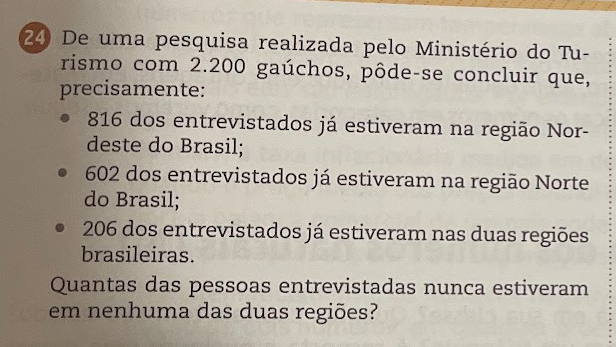 24 De uma pesquisa realizada pelo Ministério do Tu-
rismo com 2.200 gaúchos, pôde-se concluir que,
precisamente:
• 816 dos entrevistados já estiveram na região Nor-
deste do Brasil;
• 602 dos entrevistados já estiveram na região Norte
do Brasil;
• 206 dos entrevistados já estiveram nas duas regiões
brasileiras.
Quantas das pessoas entrevistadas nunca estiveram
em nenhuma das duas regiões?